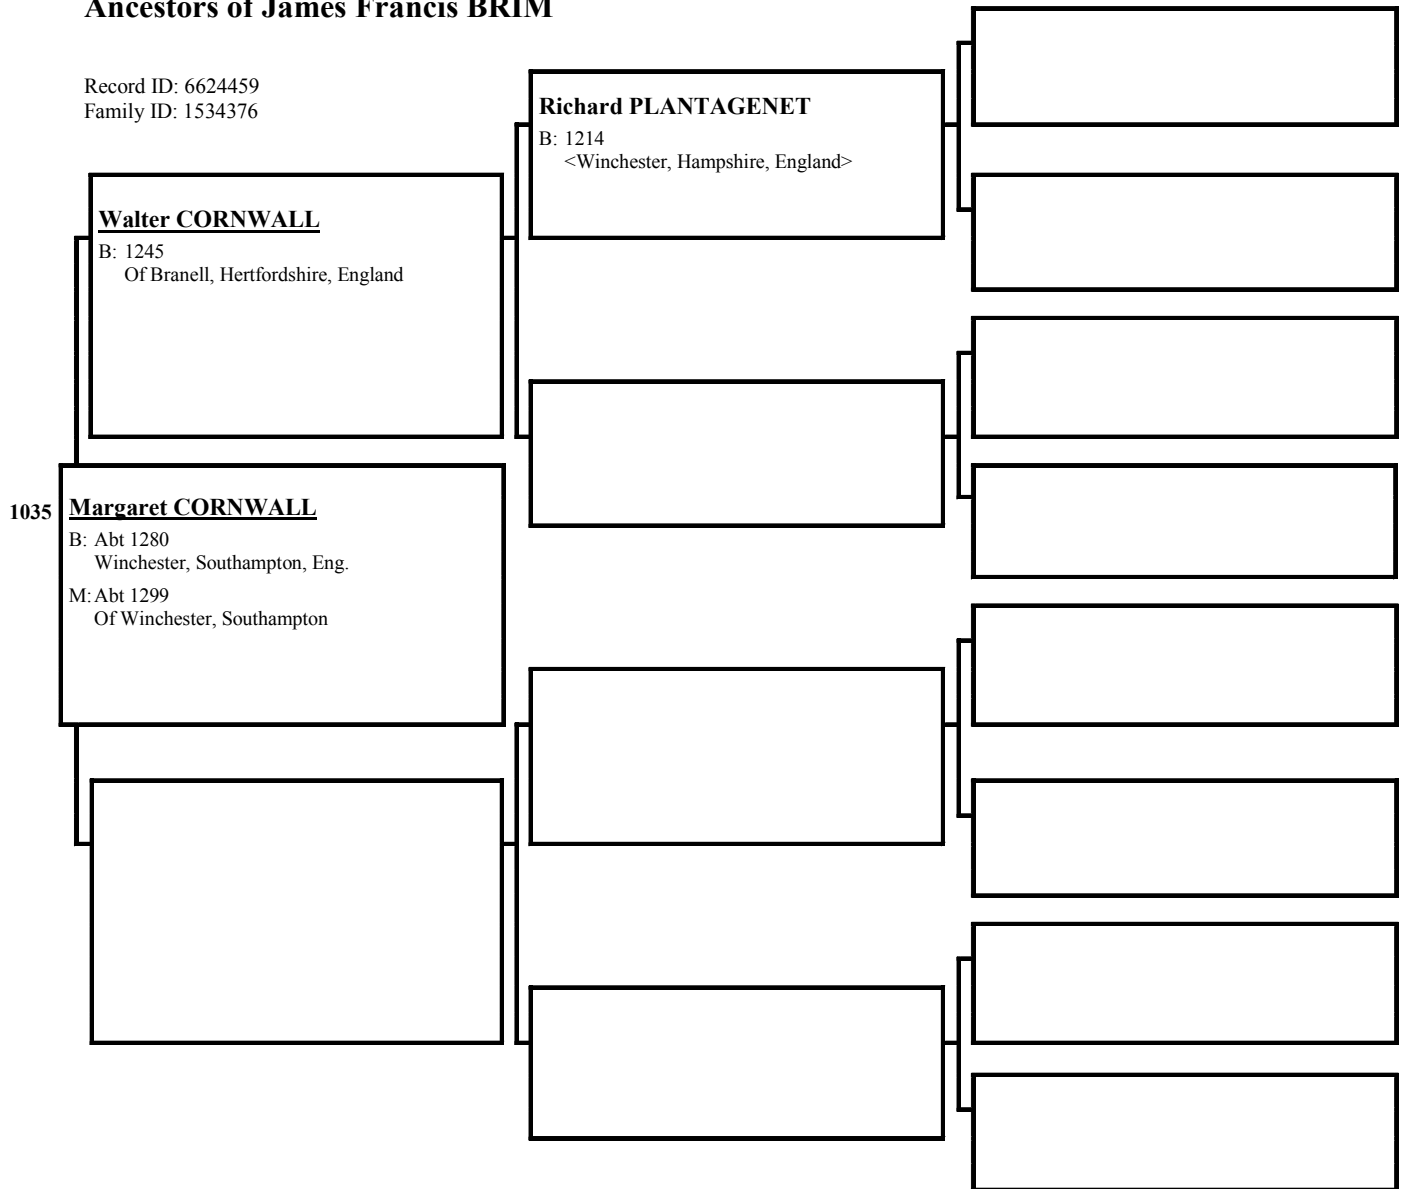 Ancestors of James Francis BRIM
Record ID: 6624459
Family ID: 1534376
Richard PLANTAGENET
B: 1214
<Winchester, Hampshire, England>
Walter CORNWALL
B: 1245
Of Branell, Hertfordshire, England
1035
Margaret CORNWALL
B: Abt 1280
Winchester, Southampton, Eng.
M: Abt 1299
Of Winchester, Southampton